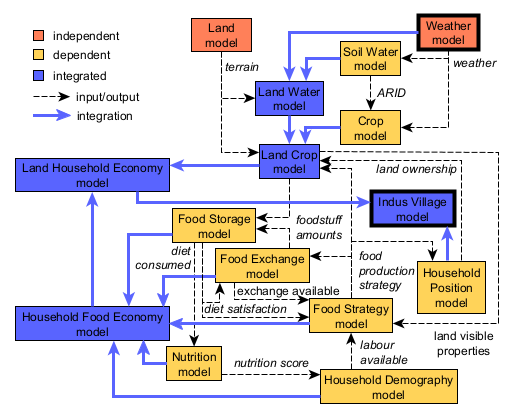 independent
dependent
integrated
input/output
integration
Land
model
Weather
model
terrain
Soil Water
model
weather
Land Water
model
ARID
Crop
model
Land Crop
model
land ownership
Land Household Economy
model
Indus Village
model
Food Storage
model
foodstuff
amounts
diet
consumed
Food Exchange
model
food
production
strategy
Household
Position
model
exchange available
diet satisfaction
Household Food Economy
model
Food Strategy
model
land visible
properties
labour
available
Nutrition
model
nutrition score
Household Demography
model